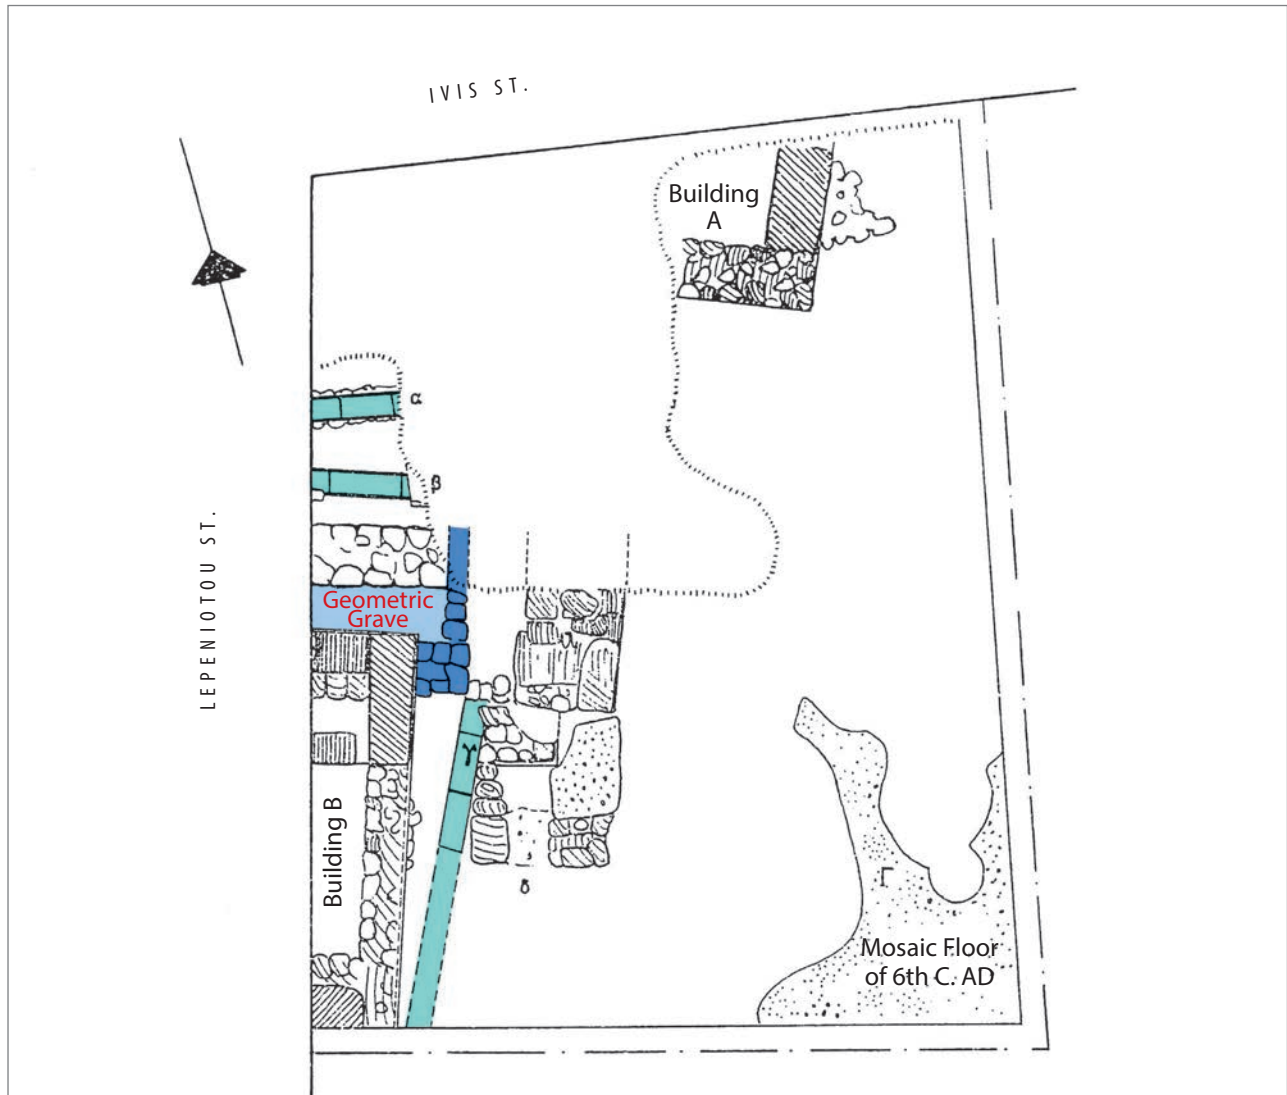 IVIS ST.
Building
A
α
β
LEPENIOTOU ST.
Geometric
Grave
γ
Building B
δ
Γ
Mosaic Floor
of 6th C. AD